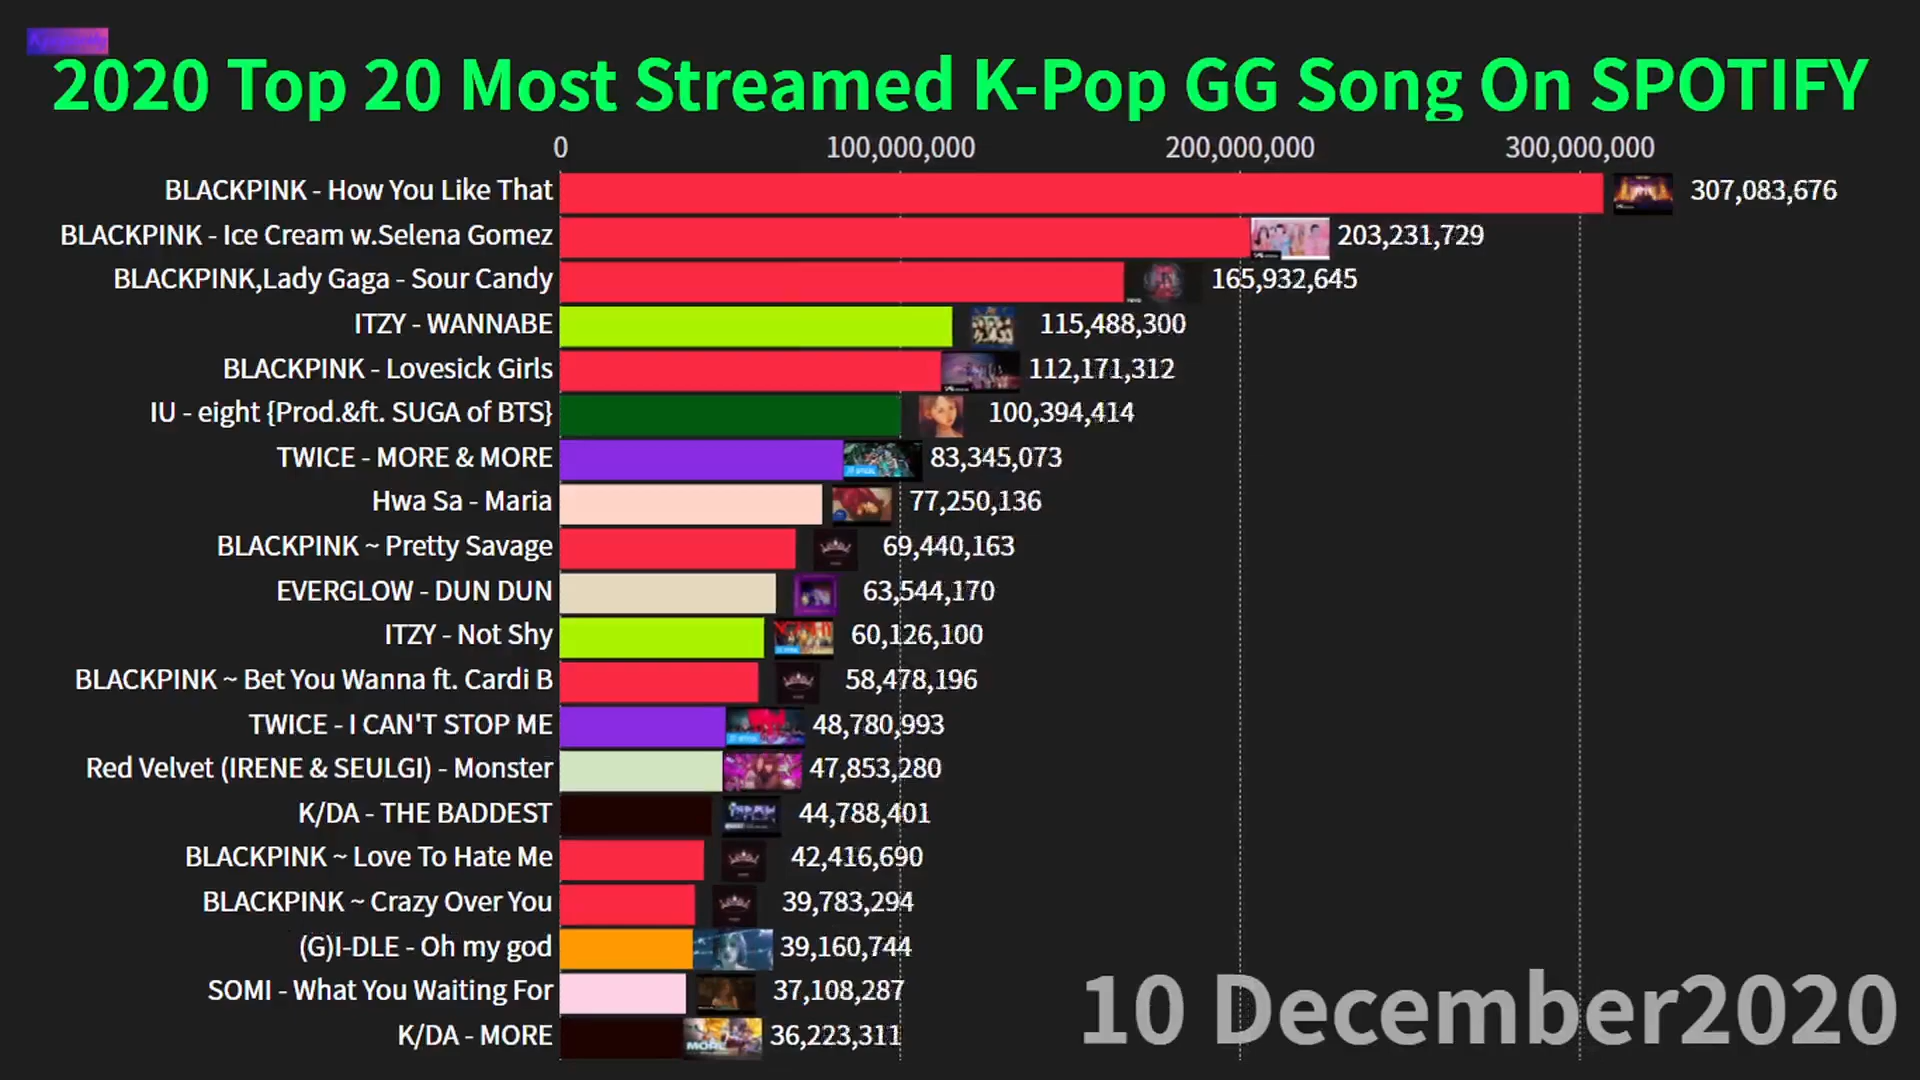 2020 Top 20 Most Streamed K-Pop GG Song On SPOTIFY
0 100,000,000 200,000,000 300,000,000
BLACKPINK - How You Like That 307,083,676
BLACKPINK - Ice Cream w.Selena Gomez 203,231,729
BLACKPINK,Lady Gaga - Sour Candy 165,932,645
ITZY - WANNABE 115,488,300
BLACKPINK - Lovesick Girls 112,171,312
IU - eight {Prod.&ft. SUGA of BTS} 100,394,414
TWICE - MORE & MORE 83,345,073
Hwa Sa - Maria 77,250,136
BLACKPINK ~ Pretty Savage 69,440,163
EVERGLOW - DUN DUN 63,544,170
ITZY - Not Shy 60,126,100
BLACKPINK ~ Bet You Wanna ft. Cardi B 58,478,196
TWICE - I CAN'T STOP ME 48,780,993
Red Velvet (IRENE & SEULGI) - Monster 47,853,280
K/DA - THE BADDEST 44,788,401
BLACKPINK ~ Love To Hate Me 42,416,690
BLACKPINK ~ Crazy Over You 39,783,294
(G)I-DLE - Oh my god 39,160,744
SOMI - What You Waiting For 37,108,287
K/DA - MORE MORE 36,223,311
10 December2020